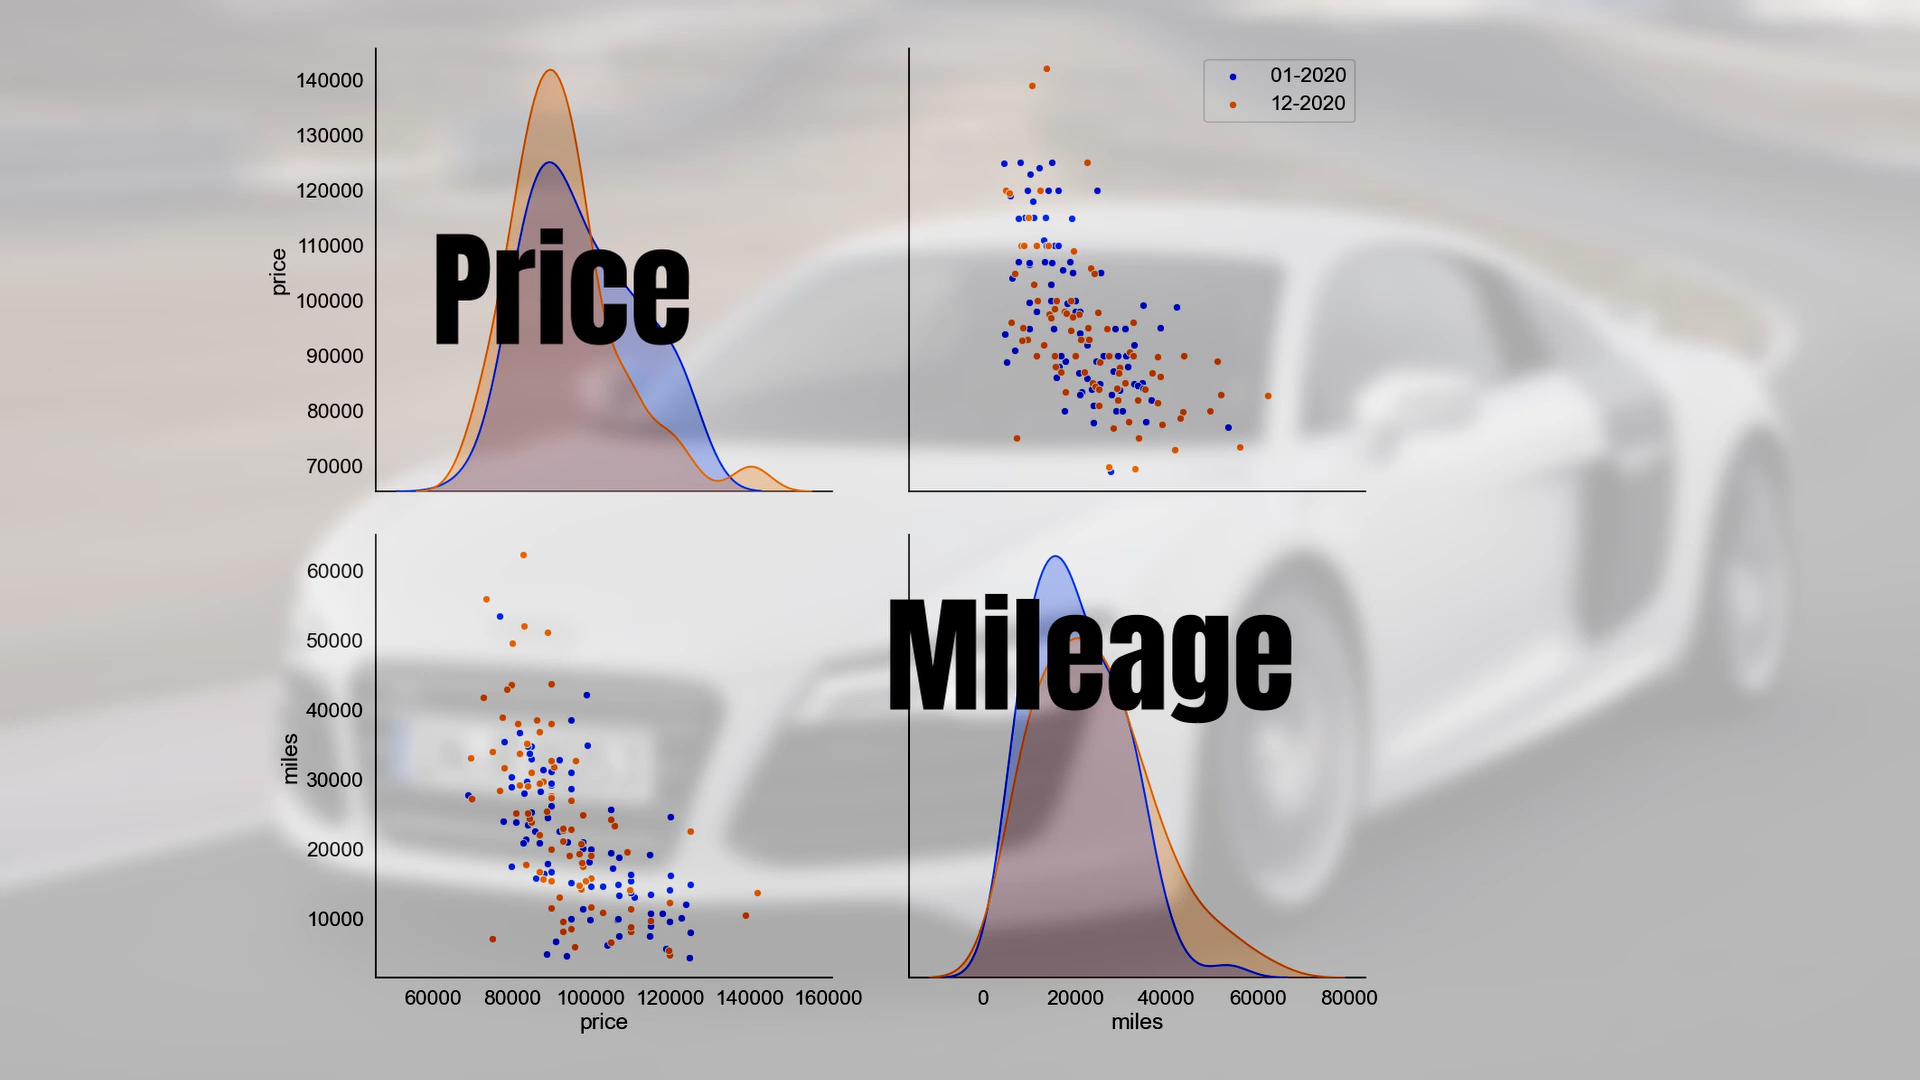 140000
130000
120000
110000
100000
90000
80000
70000
price
Price
01-2020
12-2020
60000
50000
40000
30000
20000
10000
miles
Mileage
60000 80000 100000 120000 140000 160000
price
0 20000 40000 60000 80000
miles